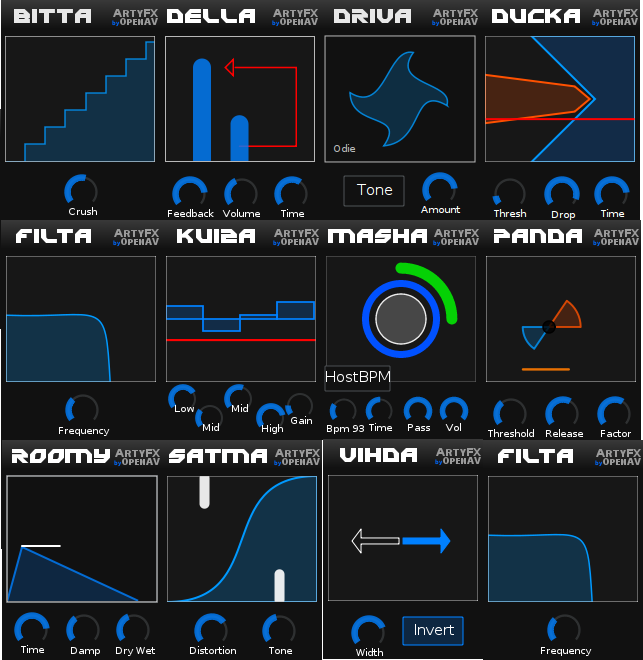 BITTA ARTYFX by OPENAV
DELLA ARTYFX by OPENAV
DRIVA ARTYFX by OPENAV
DUCKA ARTYFX by OPENAV
Odie
Crush
Feedback Volume Time
Tone Amount
Thresh Drop Time
FILTA ARTYFX by OPENAV
KUIZA ARTYFX by OPENAV
MASHA ARTYFX by OPENAV
PANDA ARTYFX by OPENAV
Frequency
Low Mid Mid High Gain
HostBPM
Bpm 93 Time Pass Vol
Threshold Release Factor
ROOMY ARTYFX by OPENAV
SATMA ARTYFX by OPENAV
VIHDA ARTYFX by OPENAV
FILTA ARTYFX by OPENAV
Time Damp Dry Wet
Distortion Tone
Width Invert
Frequency